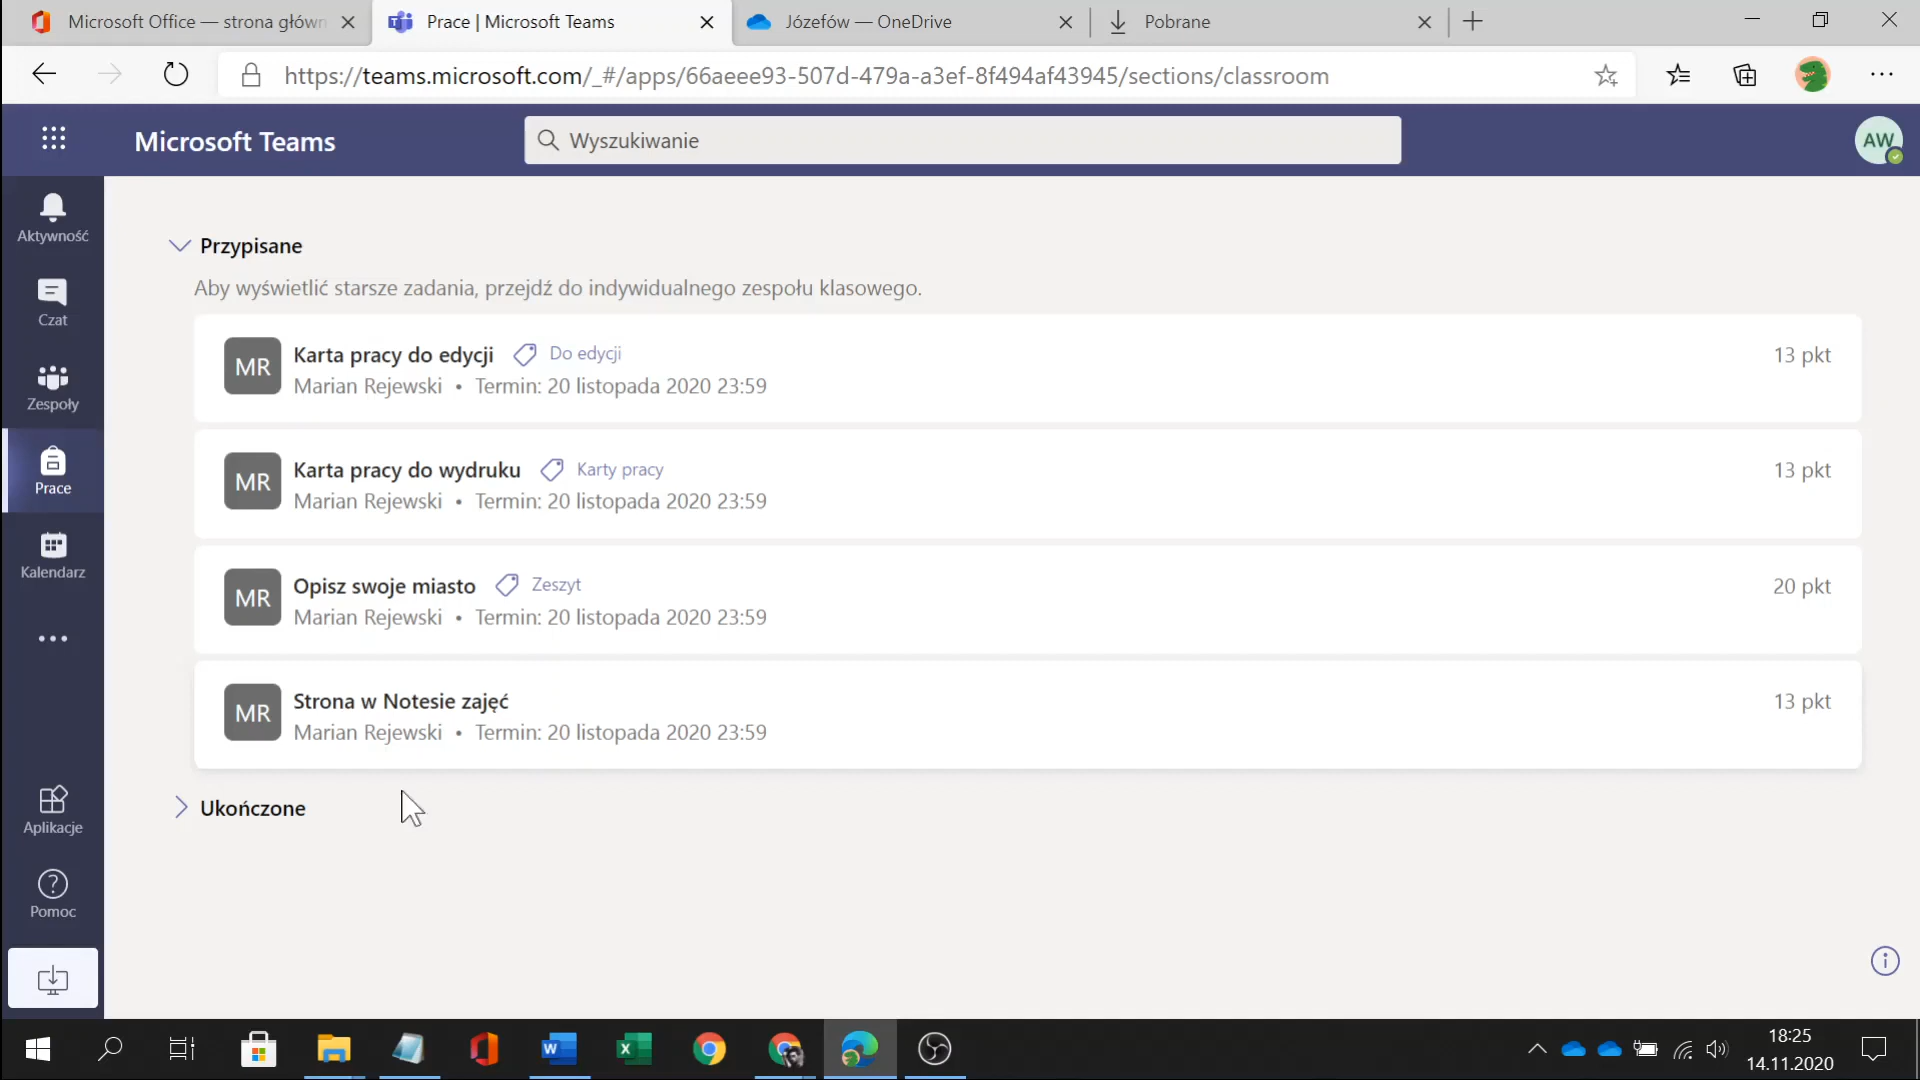 Microsoft Office — strona główn
Prace | Microsoft Teams
Józefów — OneDrive
Pobrane
https://teams.microsoft.com/_#/apps/66aeee93-507d-479a-a3ef-8f494af43945/sections/classroom
Microsoft Teams
Wyszukiwanie
AW
Aktywność
Czat
Zespoły
Prace
Kalendarz
Aplikacje
Pomoc
Przypisane
Aby wyświetlić starsze zadania, przejdź do indywidualnego zespołu klasowego.
MR
Karta pracy do edycji Do edycji
13 pkt
Marian Rejewski • Termin: 20 listopada 2020 23:59
MR
Karta pracy do wydruku Karty pracy
13 pkt
Marian Rejewski • Termin: 20 listopada 2020 23:59
MR
Opisz swoje miasto Zeszyt
20 pkt
Marian Rejewski • Termin: 20 listopada 2020 23:59
MR
Strona w Notesie zajęć
13 pkt
Marian Rejewski • Termin: 20 listopada 2020 23:59
Ukończone
18:25
14.11.2020